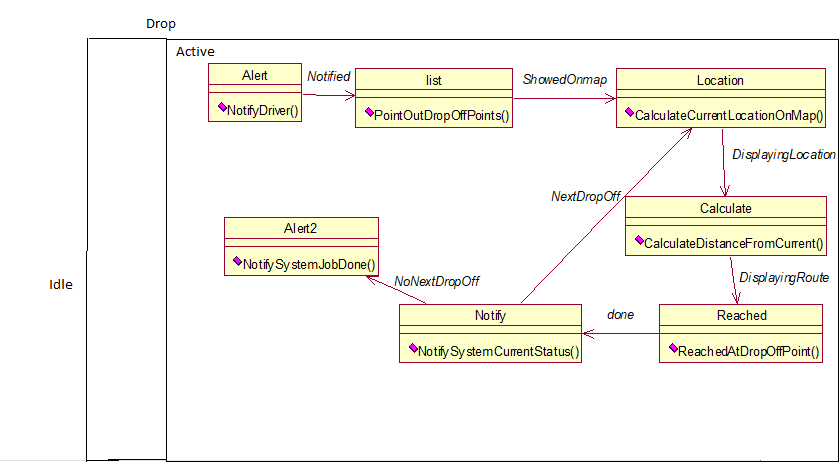 Drop
Active
Idle
Alert
NotifyDriver()
Notified
list
PointOutDropOffPoints()
ShowedOnmap
Location
CalculateCurrentLocationOnMap()
DisplayingLocation
NextDropOff
Calculate
CalculateDistanceFromCurrent()
DisplayingRoute
Alert2
NotifySystemJobDone()
NoNextDropOff
Notify
NotifySystemCurrentStatus()
done
Reached
ReachedAtDropOffPoint()